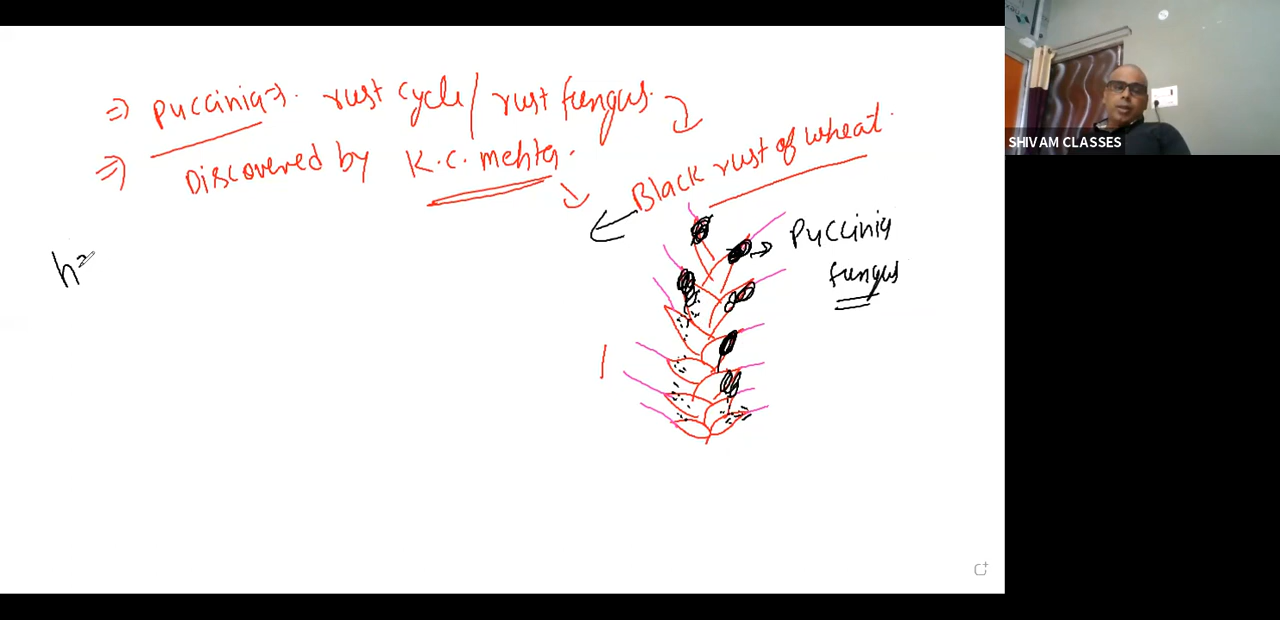 ⇒ Puccinia → rust cycle / rust fungus
⇒ Discovered by K.C. mehta.
Black rust of wheat.
Puccinia
fungus
h
SHIVAM CLASSES